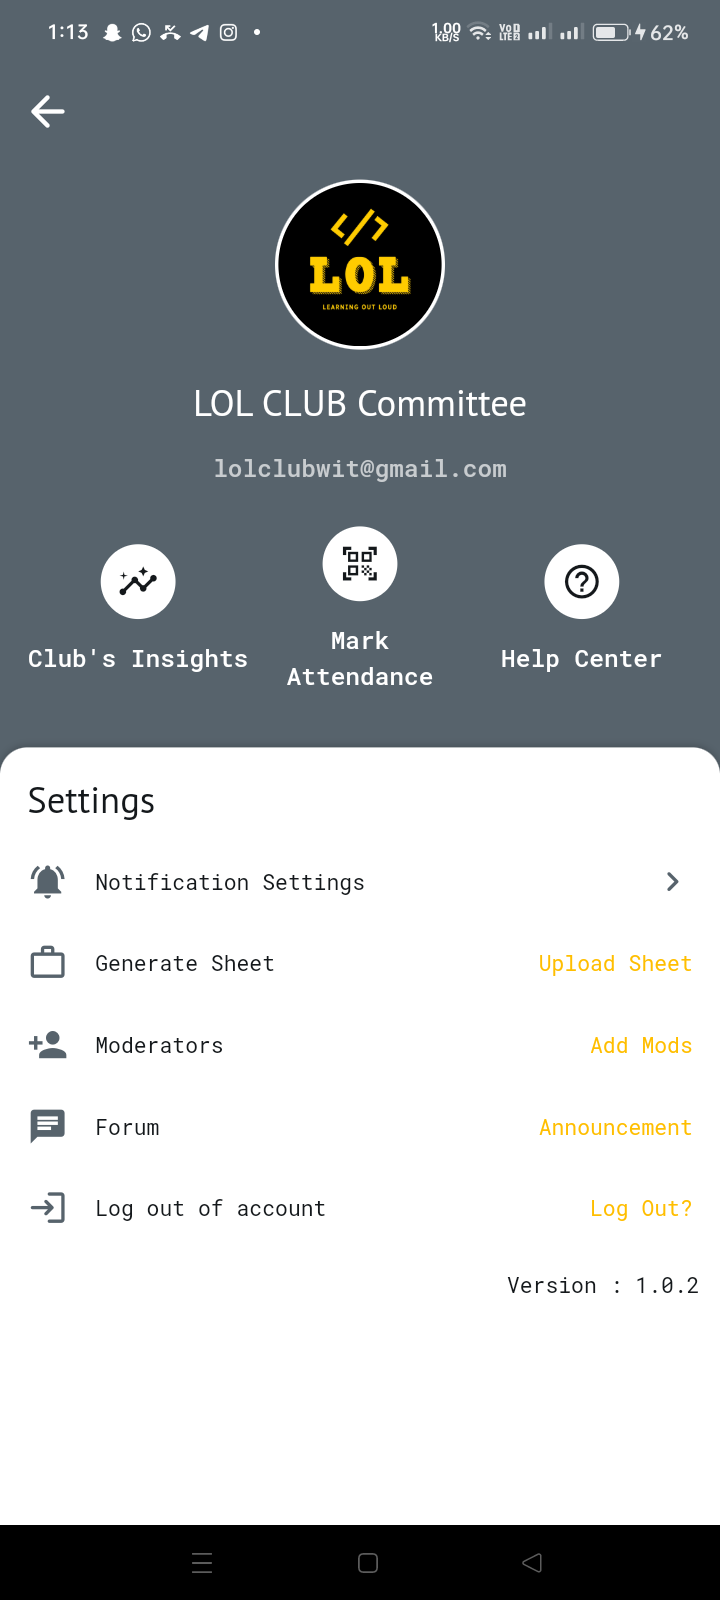 1:13
1.00
KB/S
VoD
LTE2
62%
LOL
LEARNING OUT LOUD
LOL CLUB Committee
lolclubwit@gmail.com
Club's Insights
Mark
Attendance
Help Center
Settings
Notification Settings
Generate Sheet
Upload Sheet
Moderators
Add Mods
Forum
Announcement
Log out of account
Log Out?
Version : 1.0.2